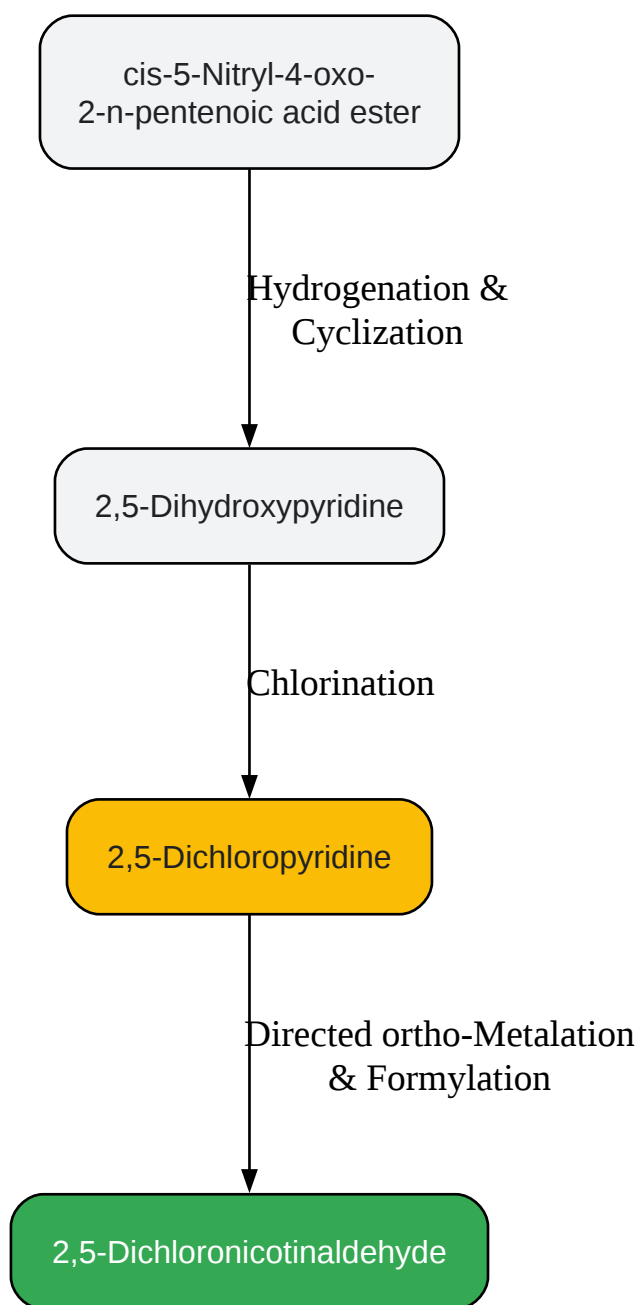 cis-5-Nitryl-4-oxo-
2-n-pentenoic acid ester
Hydrogenation &
Cyclization
2,5-Dihydroxypyridine
Chlorination
2,5-Dichloropyridine
Directed ortho-Metalation
& Formylation
2,5-Dichloronicotinaldehyde